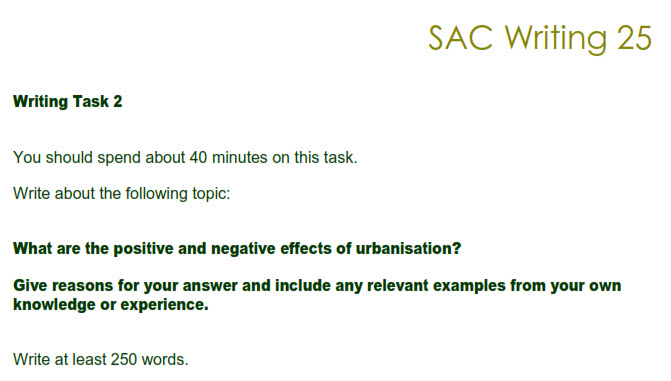 SAC Writing 25
Writing Task 2
You should spend about 40 minutes on this task.
Write about the following topic:
What are the positive and negative effects of urbanisation?
Give reasons for your answer and include any relevant examples from your own
knowledge or experience.
Write at least 250 words.